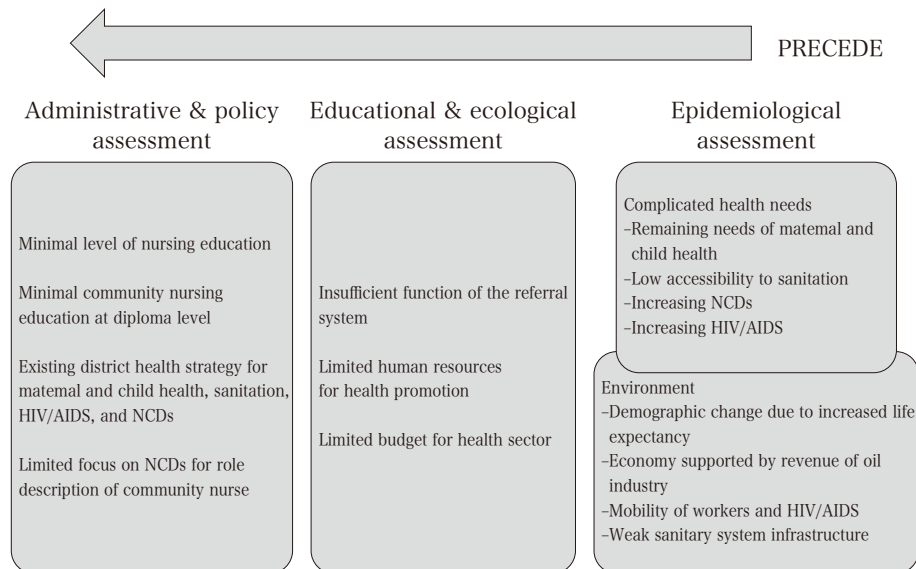 PRECEDE
Administrative & policy
assessment
Minimal level of nursing education
Minimal community nursing
education at diploma level
Existing district health strategy for
matemal and child health, sanitation,
HIV/AIDS, and NCDs
Limited focus on NCDs for role
description of community nurse
Educational & ecological
assessment
Insufficient function of the referral
system
Limited human resources
for health promotion
Limited budget for health sector
Epidemiological
assessment
Complicated health needs
–Remaining needs of matemal and
child health
–Low accessibility to sanitation
–Increasing NCDs
–Increasing HIV/AIDS
Environment
–Demographic change due to increased life
expectancy
–Economy supported by revenue of oil
industry
–Mobility of workers and HIV/AIDS
–Weak sanitary system infrastructure